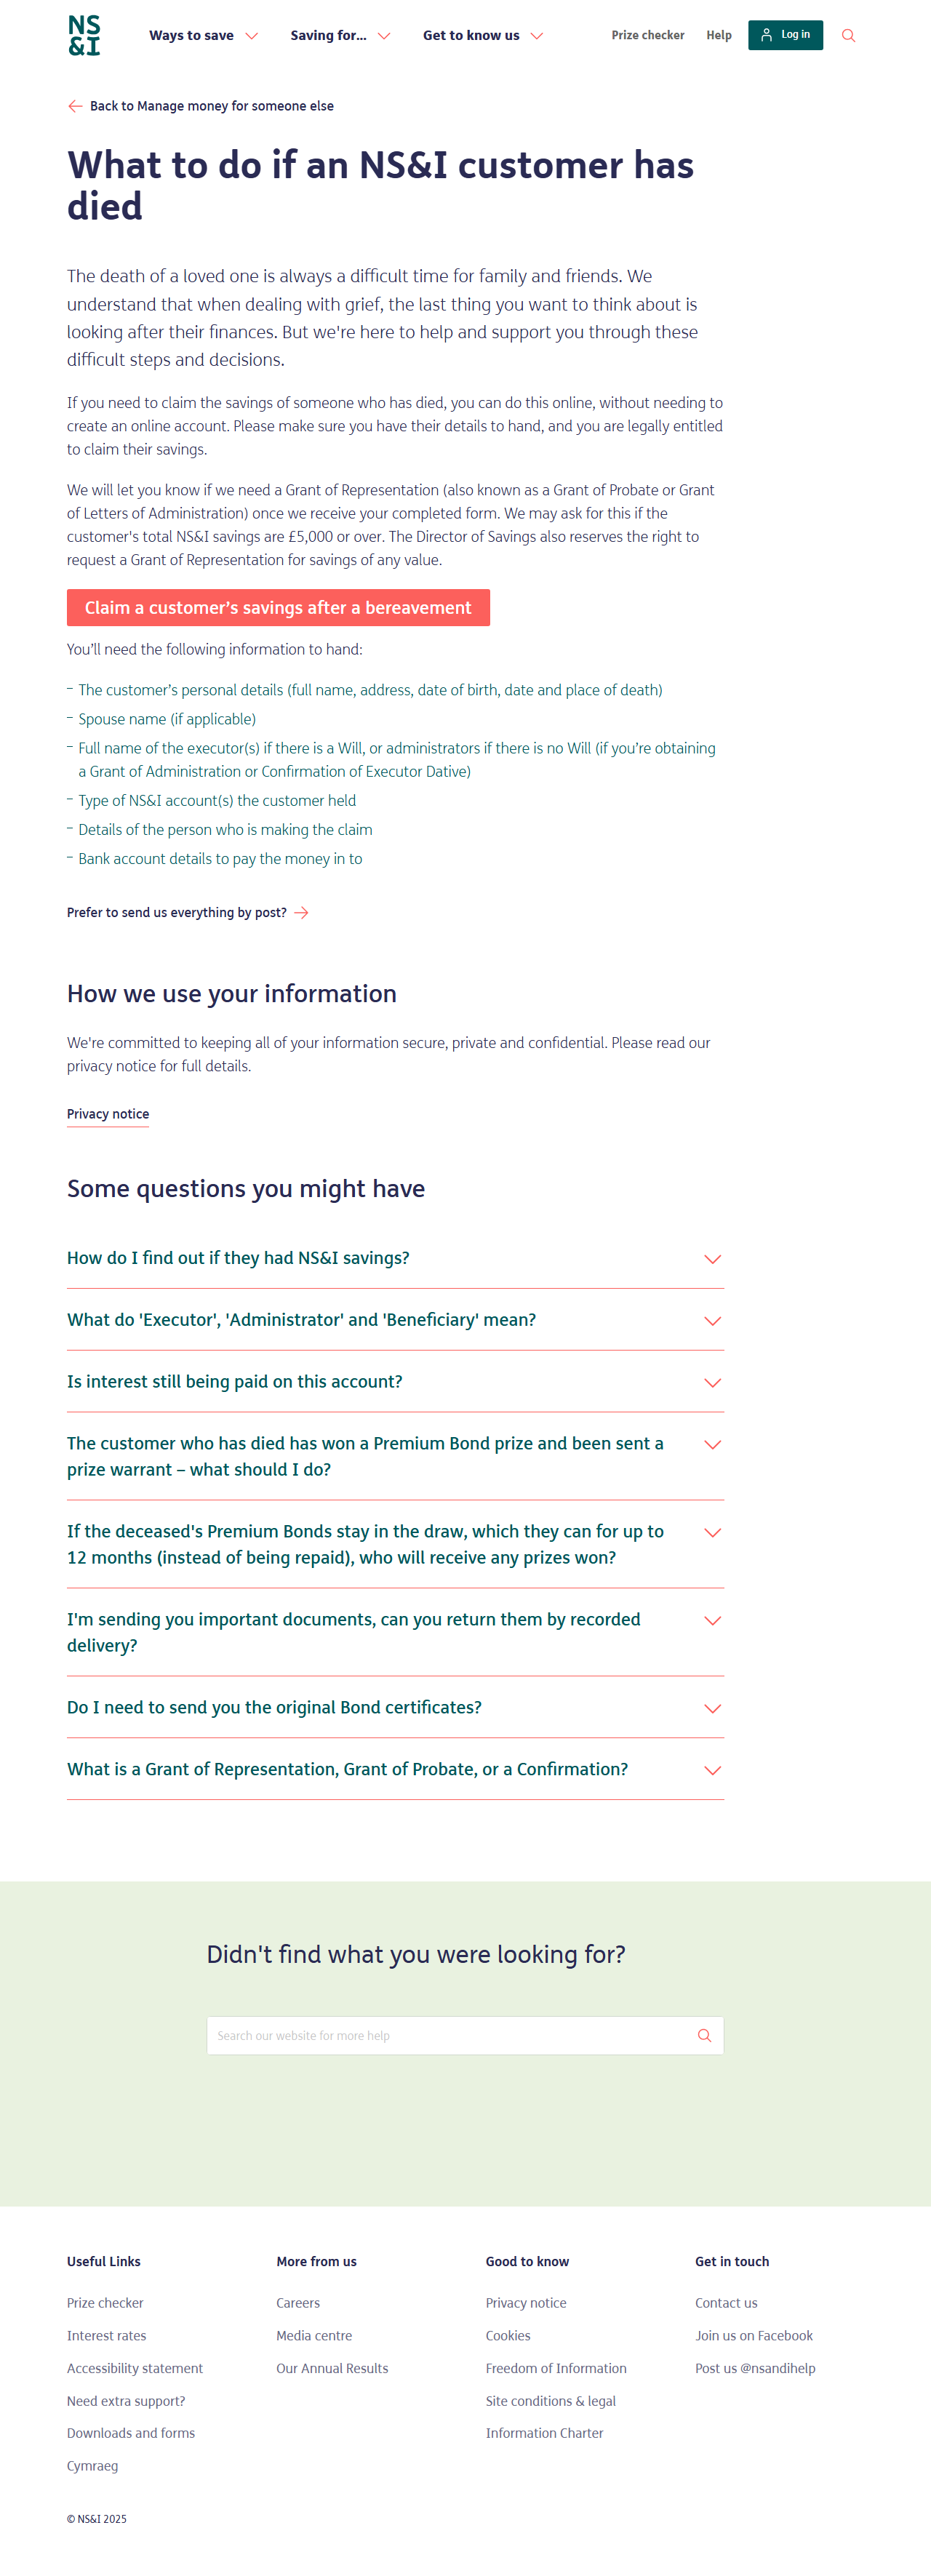 NS
&I
Ways to save
Saving for...
Get to know us
Prize checker
Help
Log in
Back to Manage money for someone else
What to do if an NS&I customer has
died
The death of a loved one is always a difficult time for family and friends. We
understand that when dealing with grief, the last thing you want to think about is
looking after their finances. But we're here to help and support you through these
difficult steps and decisions.
If you need to claim the savings of someone who has died, you can do this online, without needing to
create an online account. Please make sure you have their details to hand, and you are legally entitled
to claim their savings.
We will let you know if we need a Grant of Representation (also known as a Grant of Probate or Grant
of Letters of Administration) once we receive your completed form. We may ask for this if the
customer's total NS&I savings are £5,000 or over. The Director of Savings also reserves the right to
request a Grant of Representation for savings of any value.
Claim a customer’s savings after a bereavement
You’ll need the following information to hand:
– The customer’s personal details (full name, address, date of birth, date and place of death)
– Spouse name (if applicable)
– Full name of the executor(s) if there is a Will, or administrators if there is no Will (if you’re obtaining
a Grant of Administration or Confirmation of Executor Dative)
– Type of NS&I account(s) the customer held
– Details of the person who is making the claim
– Bank account details to pay the money in to
Prefer to send us everything by post?
How we use your information
We're committed to keeping all of your information secure, private and confidential. Please read our
privacy notice for full details.
Privacy notice
Some questions you might have
How do I find out if they had NS&I savings?
What do 'Executor', 'Administrator' and 'Beneficiary' mean?
Is interest still being paid on this account?
The customer who has died has won a Premium Bond prize and been sent a
prize warrant – what should I do?
If the deceased's Premium Bonds stay in the draw, which they can for up to
12 months (instead of being repaid), who will receive any prizes won?
I'm sending you important documents, can you return them by recorded
delivery?
Do I need to send you the original Bond certificates?
What is a Grant of Representation, Grant of Probate, or a Confirmation?
Didn't find what you were looking for?
Search our website for more help
Useful Links
Prize checker
Interest rates
Accessibility statement
Need extra support?
Downloads and forms
Cymraeg
More from us
Careers
Media centre
Our Annual Results
Good to know
Privacy notice
Cookies
Freedom of Information
Site conditions & legal
Information Charter
Get in touch
Contact us
Join us on Facebook
Post us @nsandihelp
© NS&I 2025